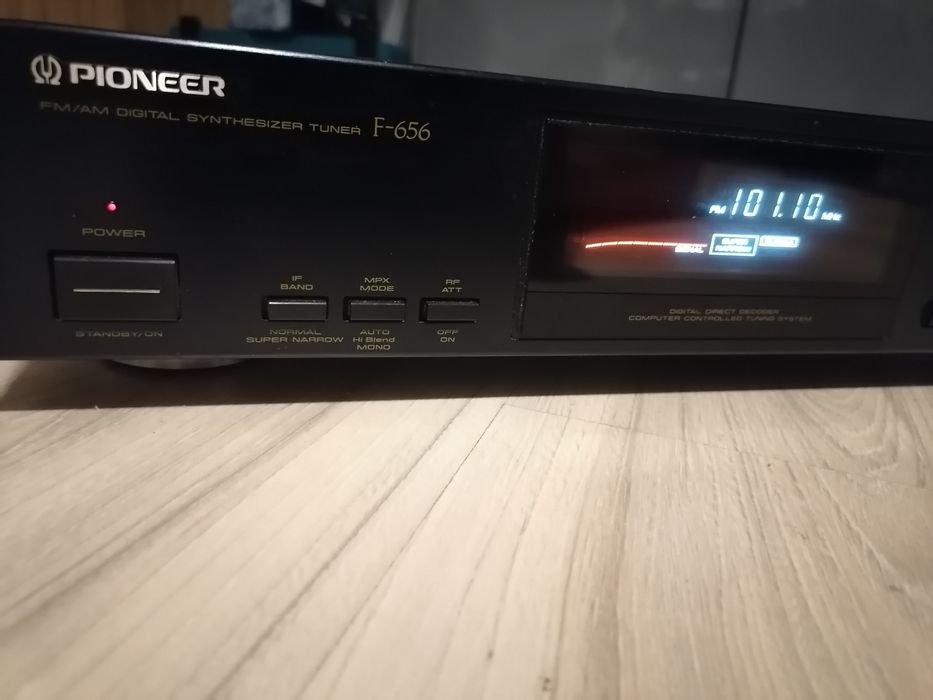 PIONEER
FM/AM DIGITAL SYNTHESIZER TUNER F-656
FM 101.10 MHz
SIGNAL
SUPER
NARROW
POWER
STANDBY/ON
IF
BAND
NORMAL
SUPER NARROW
MPX
MODE
AUTO
Hi Blend
MONO
RF
ATT
OFF
ON
DIGITAL DIRECT DECODER
COMPUTER CONTROLLED TUNING SYSTEM